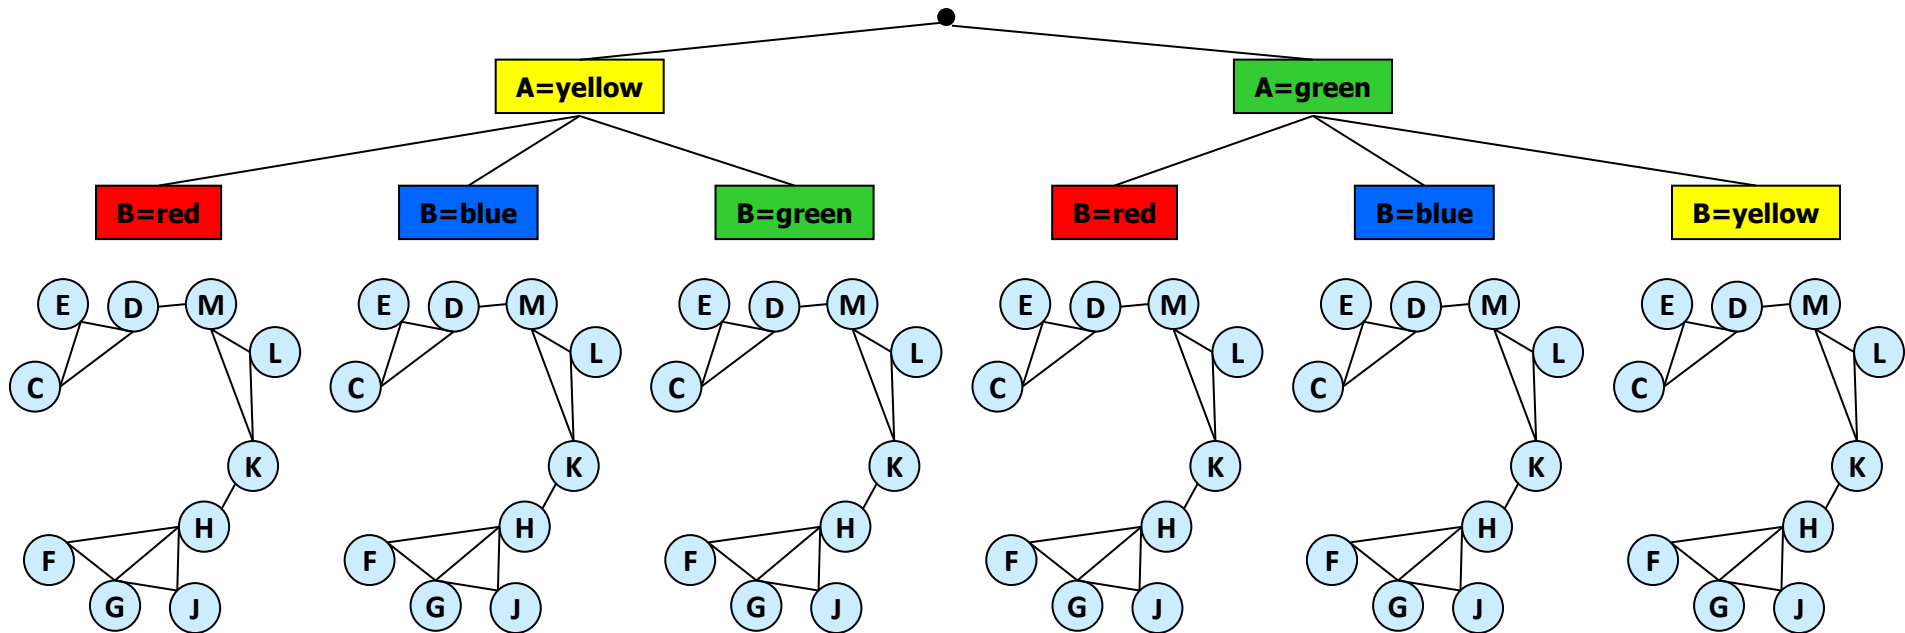 A=yellow A=green
B=red B=blue B=green B=red B=blue B=yellow
E D M E D M E D M E D M E D M E D M
L L L L L L
C C C C C C
K K K K K K
H H H H H H
F F F F F F
G J G J G J G J G J G J